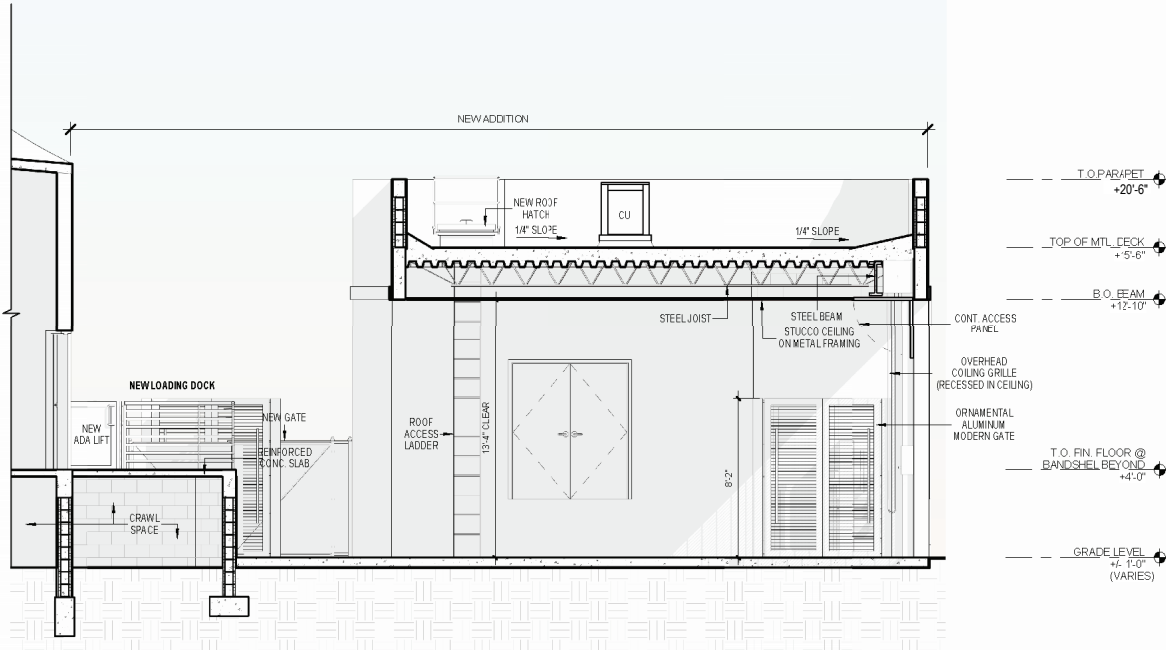 NEW ADDITION
T.O.PARAPET
+20'-6"
NEW ROOF
HATCH
1/4" SLOPE
CU
1/4" SLOPE
TOP OF MTL. DECK
+15'-6"
B.O. BEAM
+12'-10"
STEEL JOIST
STEEL BEAM
STUCCO CEILING
ON METAL FRAMING
CONT. ACCESS
PANEL
OVERHEAD
COILING GRILLE
(RECESSED IN CEILING)
NEW LOADING DOCK
NEW
ADA LIFT
NEW GATE
REINFORCED
CONC. SLAB
ROOF
ACCESS
LADDER
13'-4" CLEAR
8'-2"
ORNAMENTAL
ALUMINUM
MODERN GATE
T.O. FIN. FLOOR @
BANDSHEL BEYOND
+4'-0"
CRAWL
SPACE
GRADE LEVEL
+/- 1'-0"
(VARIES)